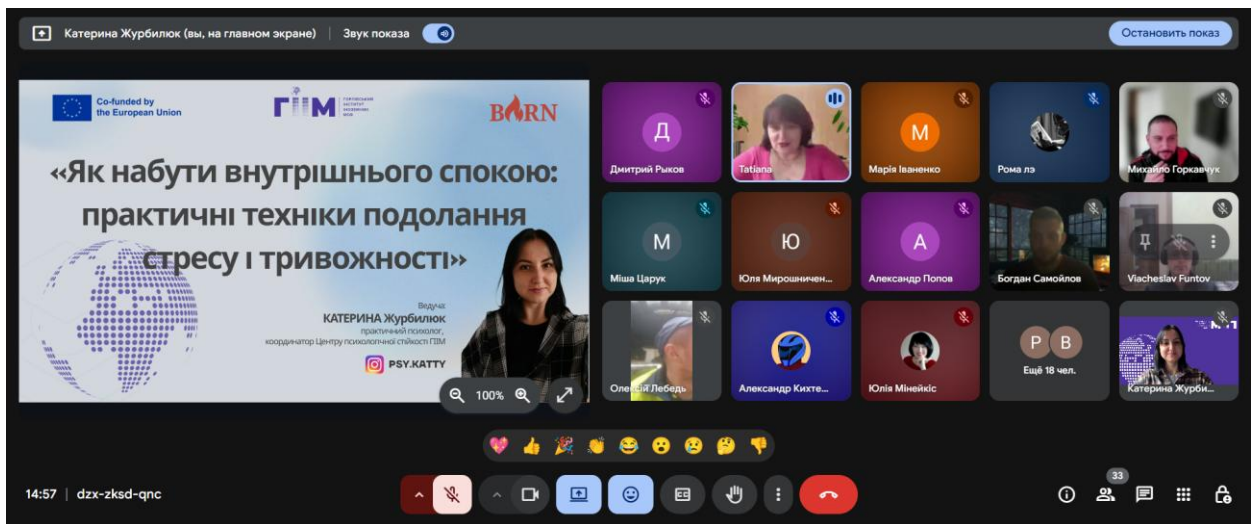 Катерина Журбилюк (вы, на главном экране)
Звук показа
Остановить показ
Co-funded by
the European Union
ГІІМ
BURN
«Як набути внутрішнього спокою:
практичні техніки подолання
стресу і тривожності»
Ведуча:
КАТЕРИНА Журбилюк
практичний психолог,
координатор Центру психологічної стійкості ГІІМ
PSY.KATTY
100%
Д
Дмитрий Рыков
Tatiana
М
Марія Іваненко
Рома лэ
Михайло Горкавчук
М
Міша Царук
Ю
Юля Мирошничен...
А
Александр Попов
Богдан Самойлов
Viacheslav Funtov
Олексій Лебедь
Александр Кихте...
Юлія Мінейкіс
Р В
Ещё 18 чел.
Катерина Журби...
14:57 | dzx-zksd-qnc
33